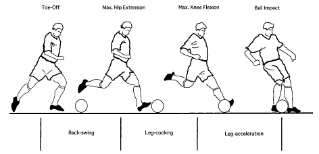 Toe-Off
Max. Hip Extension
Max. Knee Flexion
Ball Impact
Back-swing
Leg-cocking
Leg-acceleration